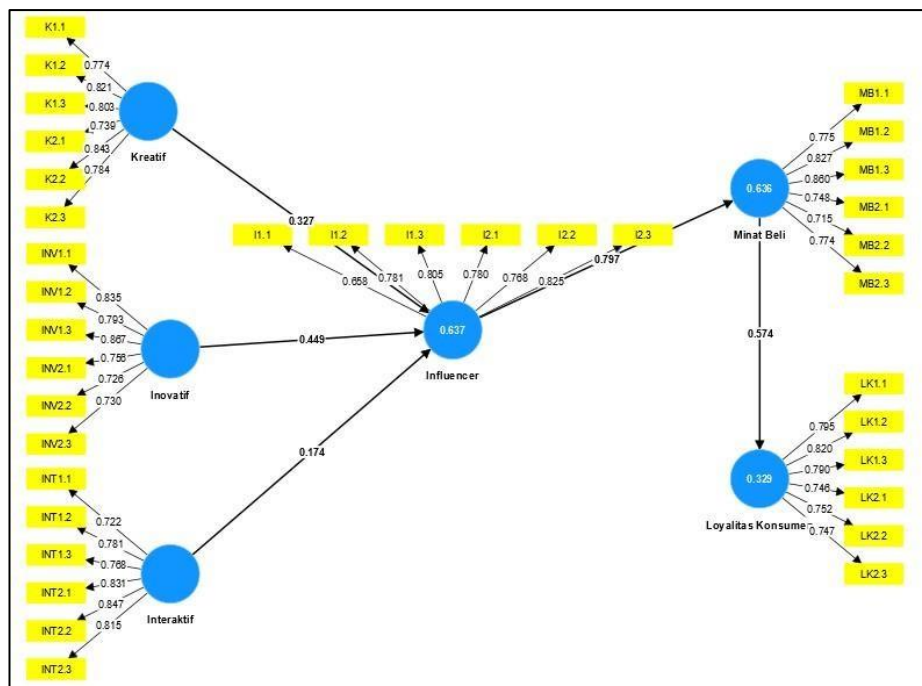 K1.1
K1.2
K1.3
K2.1
K2.2
K2.3
0.774
0.821
0.803
0.739
0.843
0.784
Kreatif
0.327
INV1.1
INV1.2
INV1.3
INV2.1
INV2.2
INV2.3
0.835
0.793
0.867
0.756
0.726
0.730
Inovatif
0.449
INT1.1
INT1.2
INT1.3
INT2.1
INT2.2
INT2.3
0.722
0.781
0.768
0.831
0.847
0.815
Interaktif
0.174
I1.1
I1.2
I1.3
I2.1
I2.2
I2.3
0.658
0.781
0.805
0.780
0.768
0.825
0.637
Influencer
0.797
MB1.1
MB1.2
MB1.3
MB2.1
MB2.2
MB2.3
0.775
0.827
0.860
0.748
0.715
0.774
0.636
Minat Beli
0.574
LK1.1
LK1.2
LK1.3
LK2.1
LK2.2
LK2.3
0.795
0.820
0.790
0.746
0.752
0.747
0.329
Loyalitas Konsumen